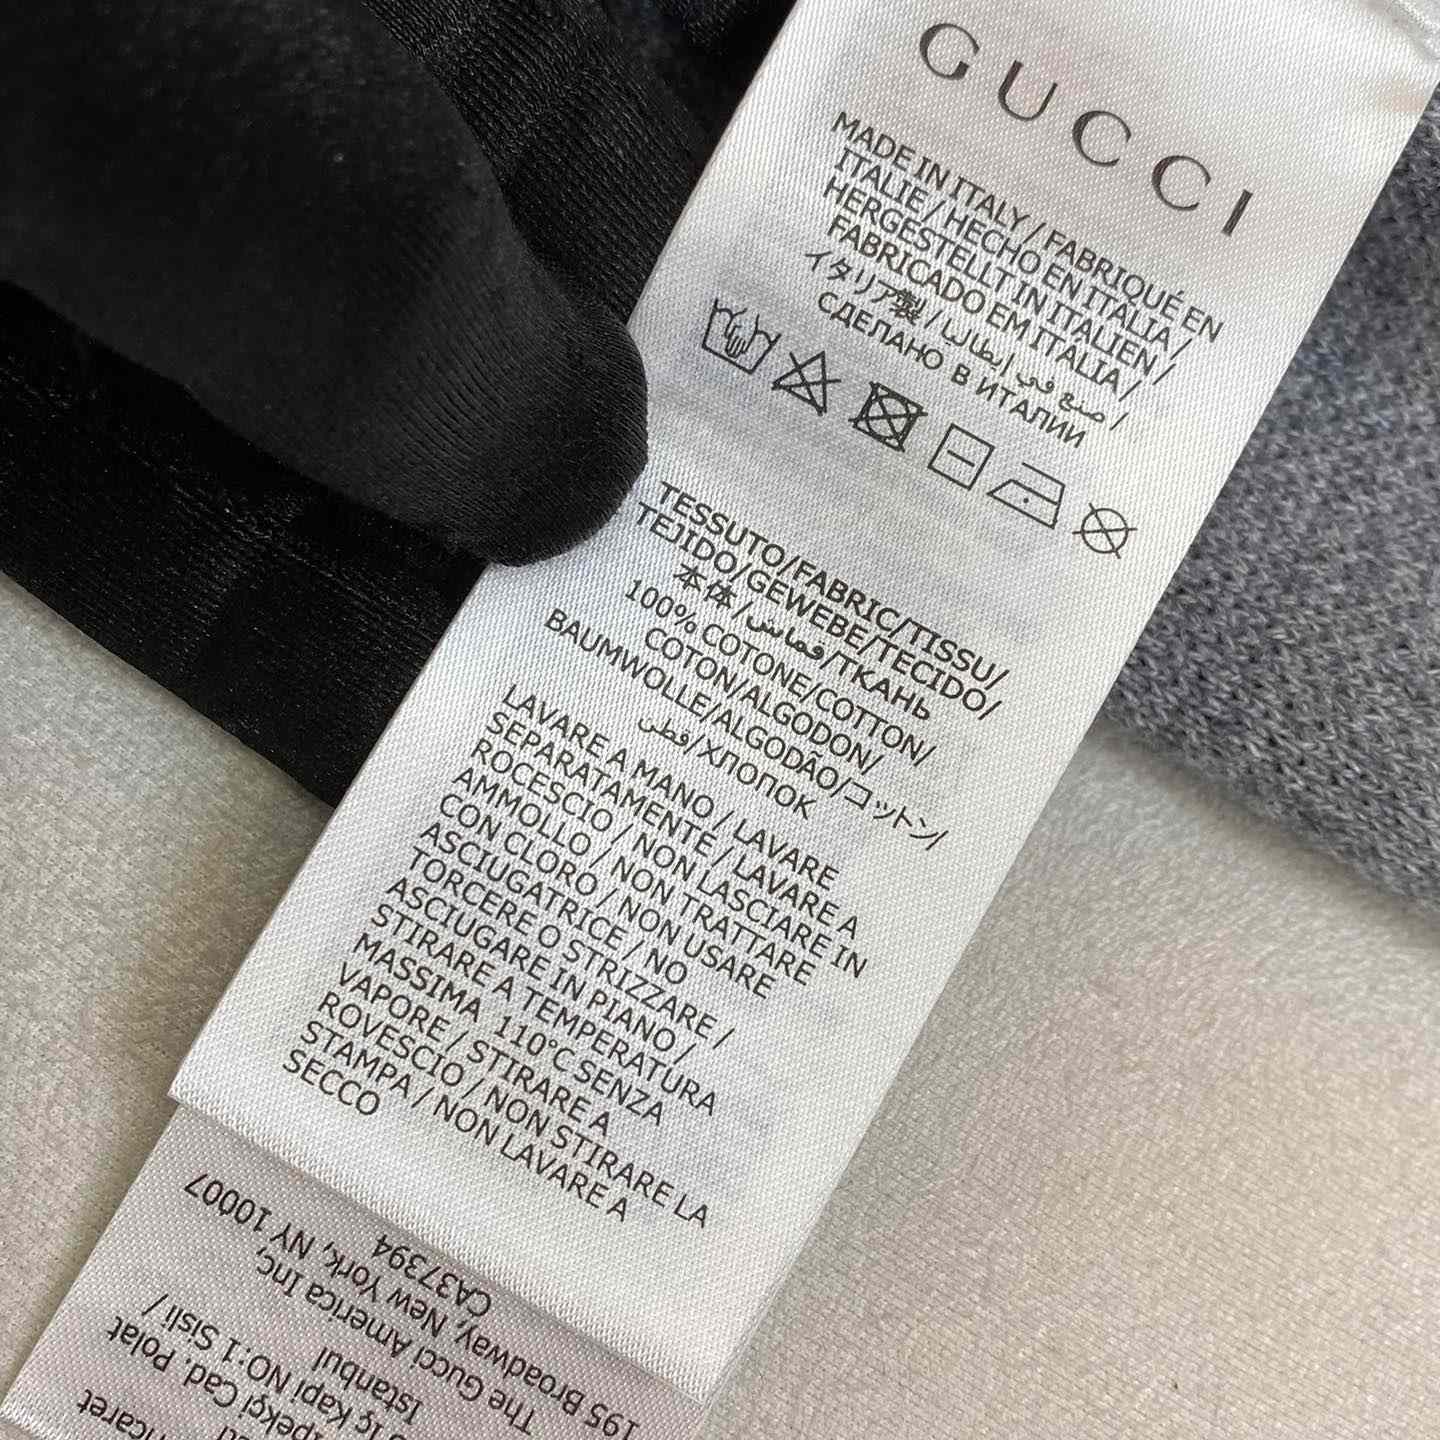 GUCCI
MADE IN ITALY / FABRIQUÉ EN
ITALIE / HECHO EN ITALIA /
HERGESTELLT IN ITALIEN /
FABRICADO EM ITÁLIA /
イタリア製 / صنع في إيطاليا /
СДЕЛАНО В ИТАЛИИ
TESSUTO/FABRIC/TISSU/
TEJIDO/GEWEBE/TECIDO/
本体/قماش/ТКАНЬ
100% COTONE/COTTON/
COTON/ALGODON/
BAUMWOLLE/ALGODÃO/コットン/
قطن/ХЛОПОК
LAVARE A MANO / LAVARE
SEPARATAMENTE / LAVARE A
ROCESCIO / NON LASCIARE IN
AMMOLLO / NON TRATTARE
CON CLORO / NON USARE
ASCIUGATRICE / NO
TORCERE O STRIZZARE /
ASCIUGARE IN PIANO /
STIRARE A TEMPERATURA
MASSIMA 110°C SENZA
VAPORE / STIRARE A
ROVESCIO / NON STIRARE LA
STAMPA / NON LAVARE A
SECCO
Kapi NO:1 Sisli /
Istanbul
The Gucci America Inc,
195 Broadway, New York, NY 10007
CA37394